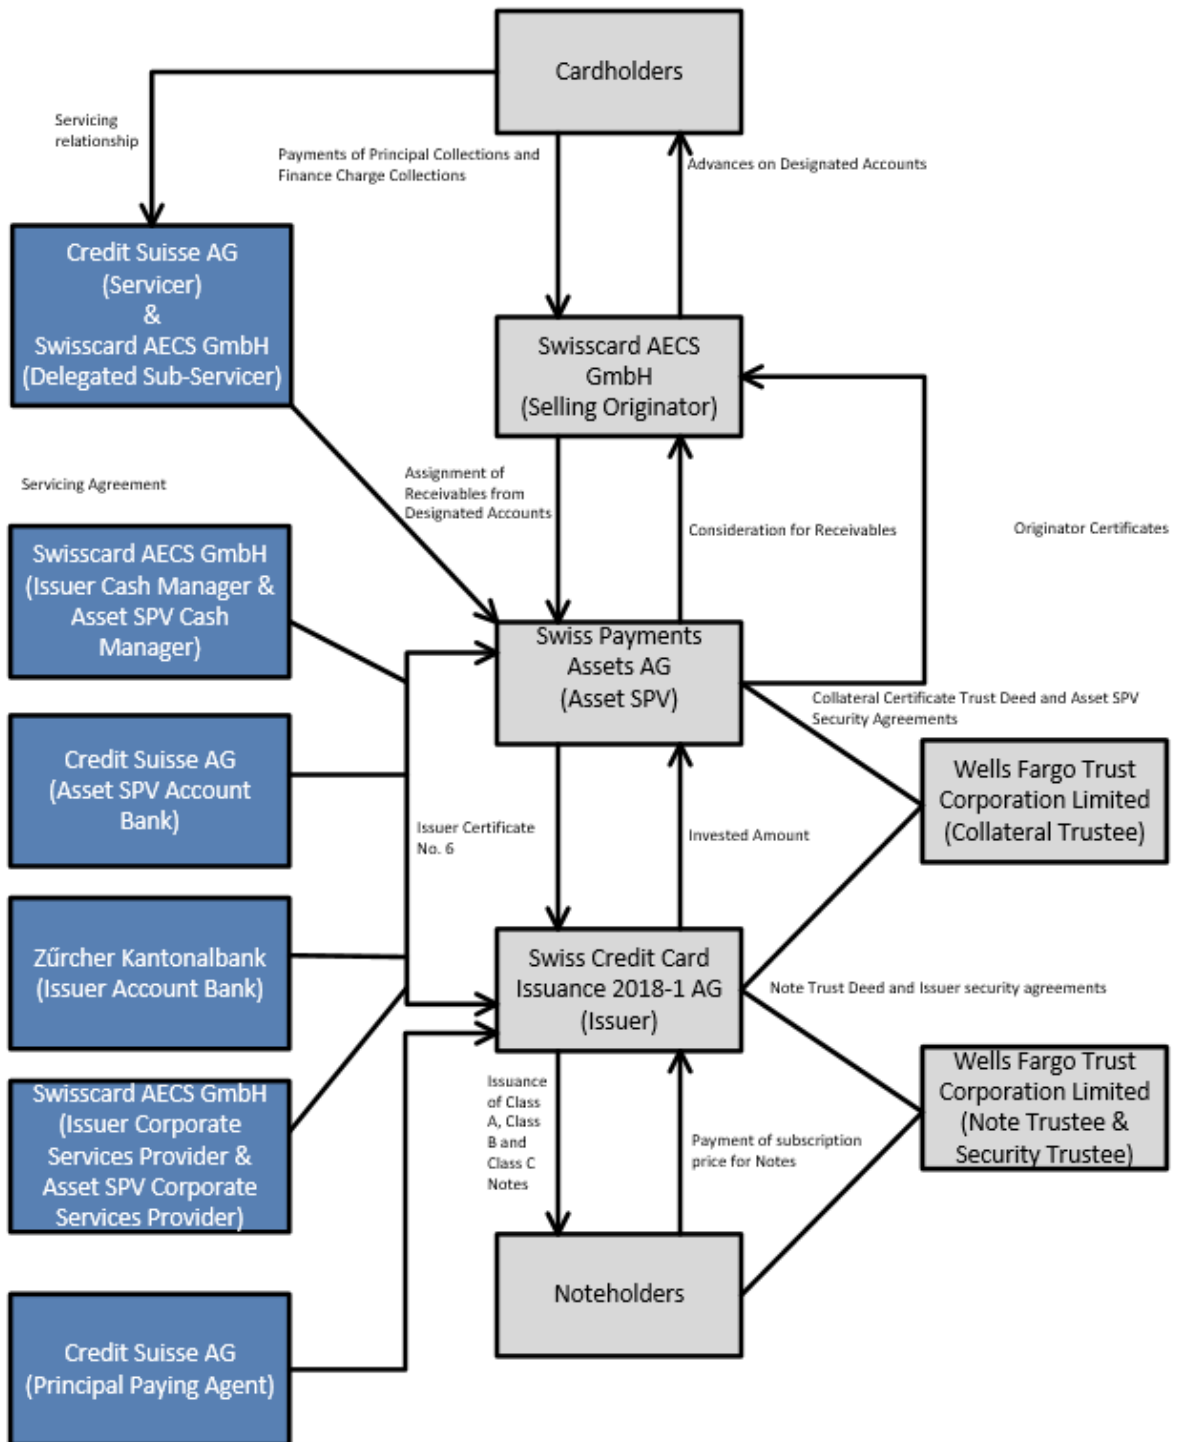 Cardholders
Servicing
relationship
Payments of Principal Collections and
Finance Charge Collections
Advances on Designated Accounts
Credit Suisse AG
(Servicer)
&
Swisscard AECS GmbH
(Delegated Sub-Servicer)
Swisscard AECS
GmbH
(Selling Originator)
Servicing Agreement
Assignment of
Receivables from
Designated Accounts
Consideration for Receivables
Originator Certificates
Swisscard AECS GmbH
(Issuer Cash Manager &
Asset SPV Cash
Manager)
Swiss Payments
Assets AG
(Asset SPV)
Collateral Certificate Trust Deed and Asset SPV
Security Agreements
Credit Suisse AG
(Asset SPV Account
Bank)
Issuer Certificate
No. 6
Invested Amount
Wells Fargo Trust
Corporation Limited
(Collateral Trustee)
Zűrcher Kantonalbank
(Issuer Account Bank)
Swiss Credit Card
Issuance 2018-1 AG
(Issuer)
Note Trust Deed and Issuer security agreements
Swisscard AECS GmbH
(Issuer Corporate
Services Provider &
Asset SPV Corporate
Services Provider)
Issuance
of Class
A, Class
B and
Class C
Notes
Payment of subscription
price for Notes
Wells Fargo Trust
Corporation Limited
(Note Trustee &
Security Trustee)
Noteholders
Credit Suisse AG
(Principal Paying Agent)